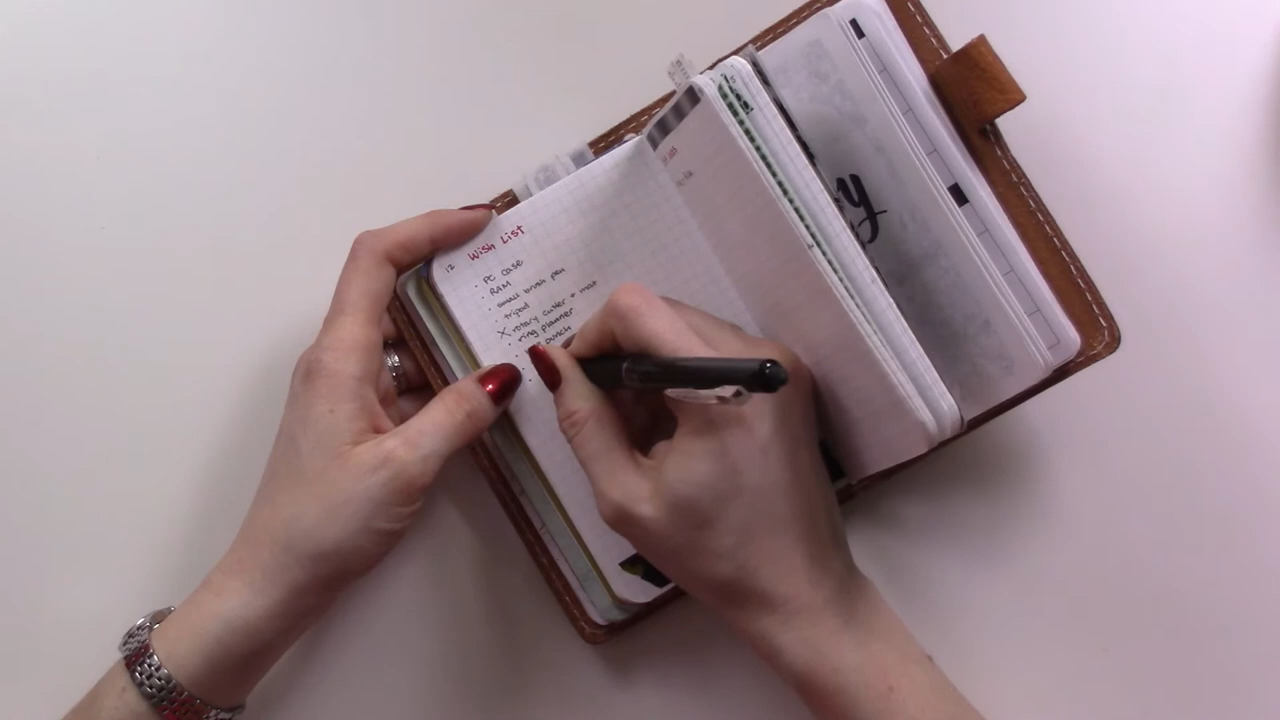 12 Wish List
• PC case
• RAM
• small brush pen
• tripod
X rotary cutter + mat
• ring planner
punch